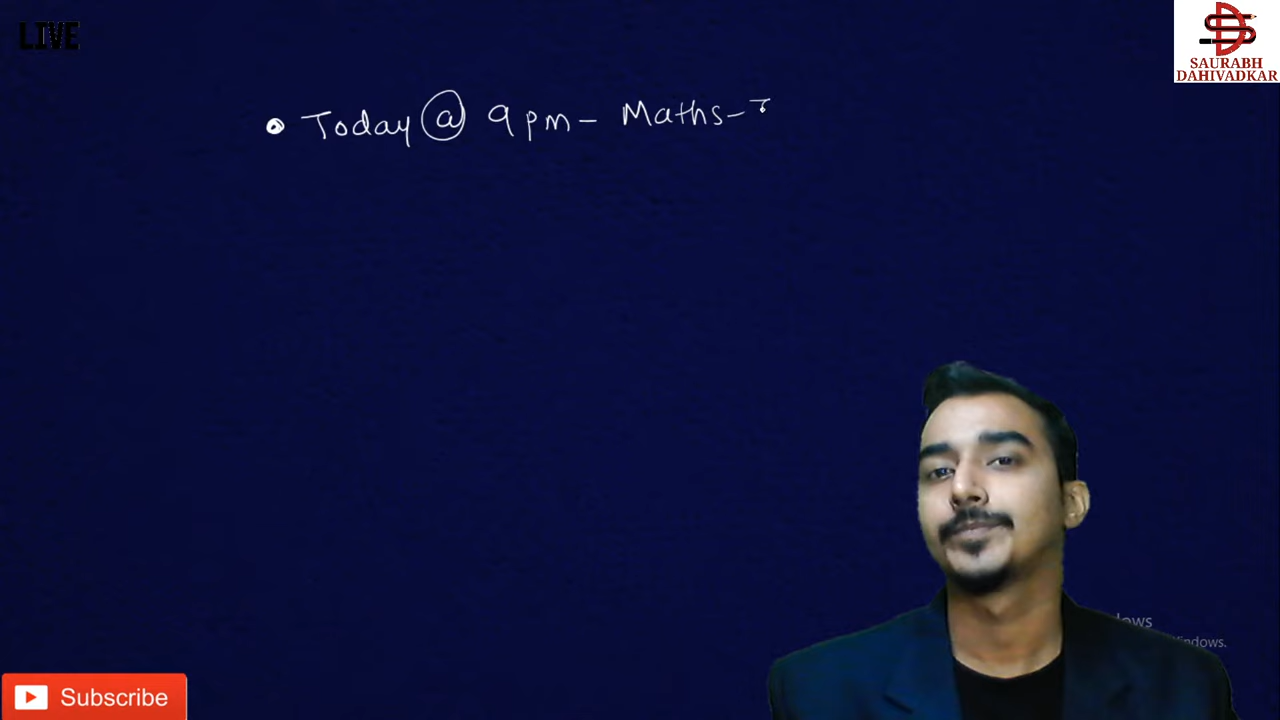 LIVE
SAURABH
DAHIVADKAR
• Today @ 9pm - Maths -
Subscribe